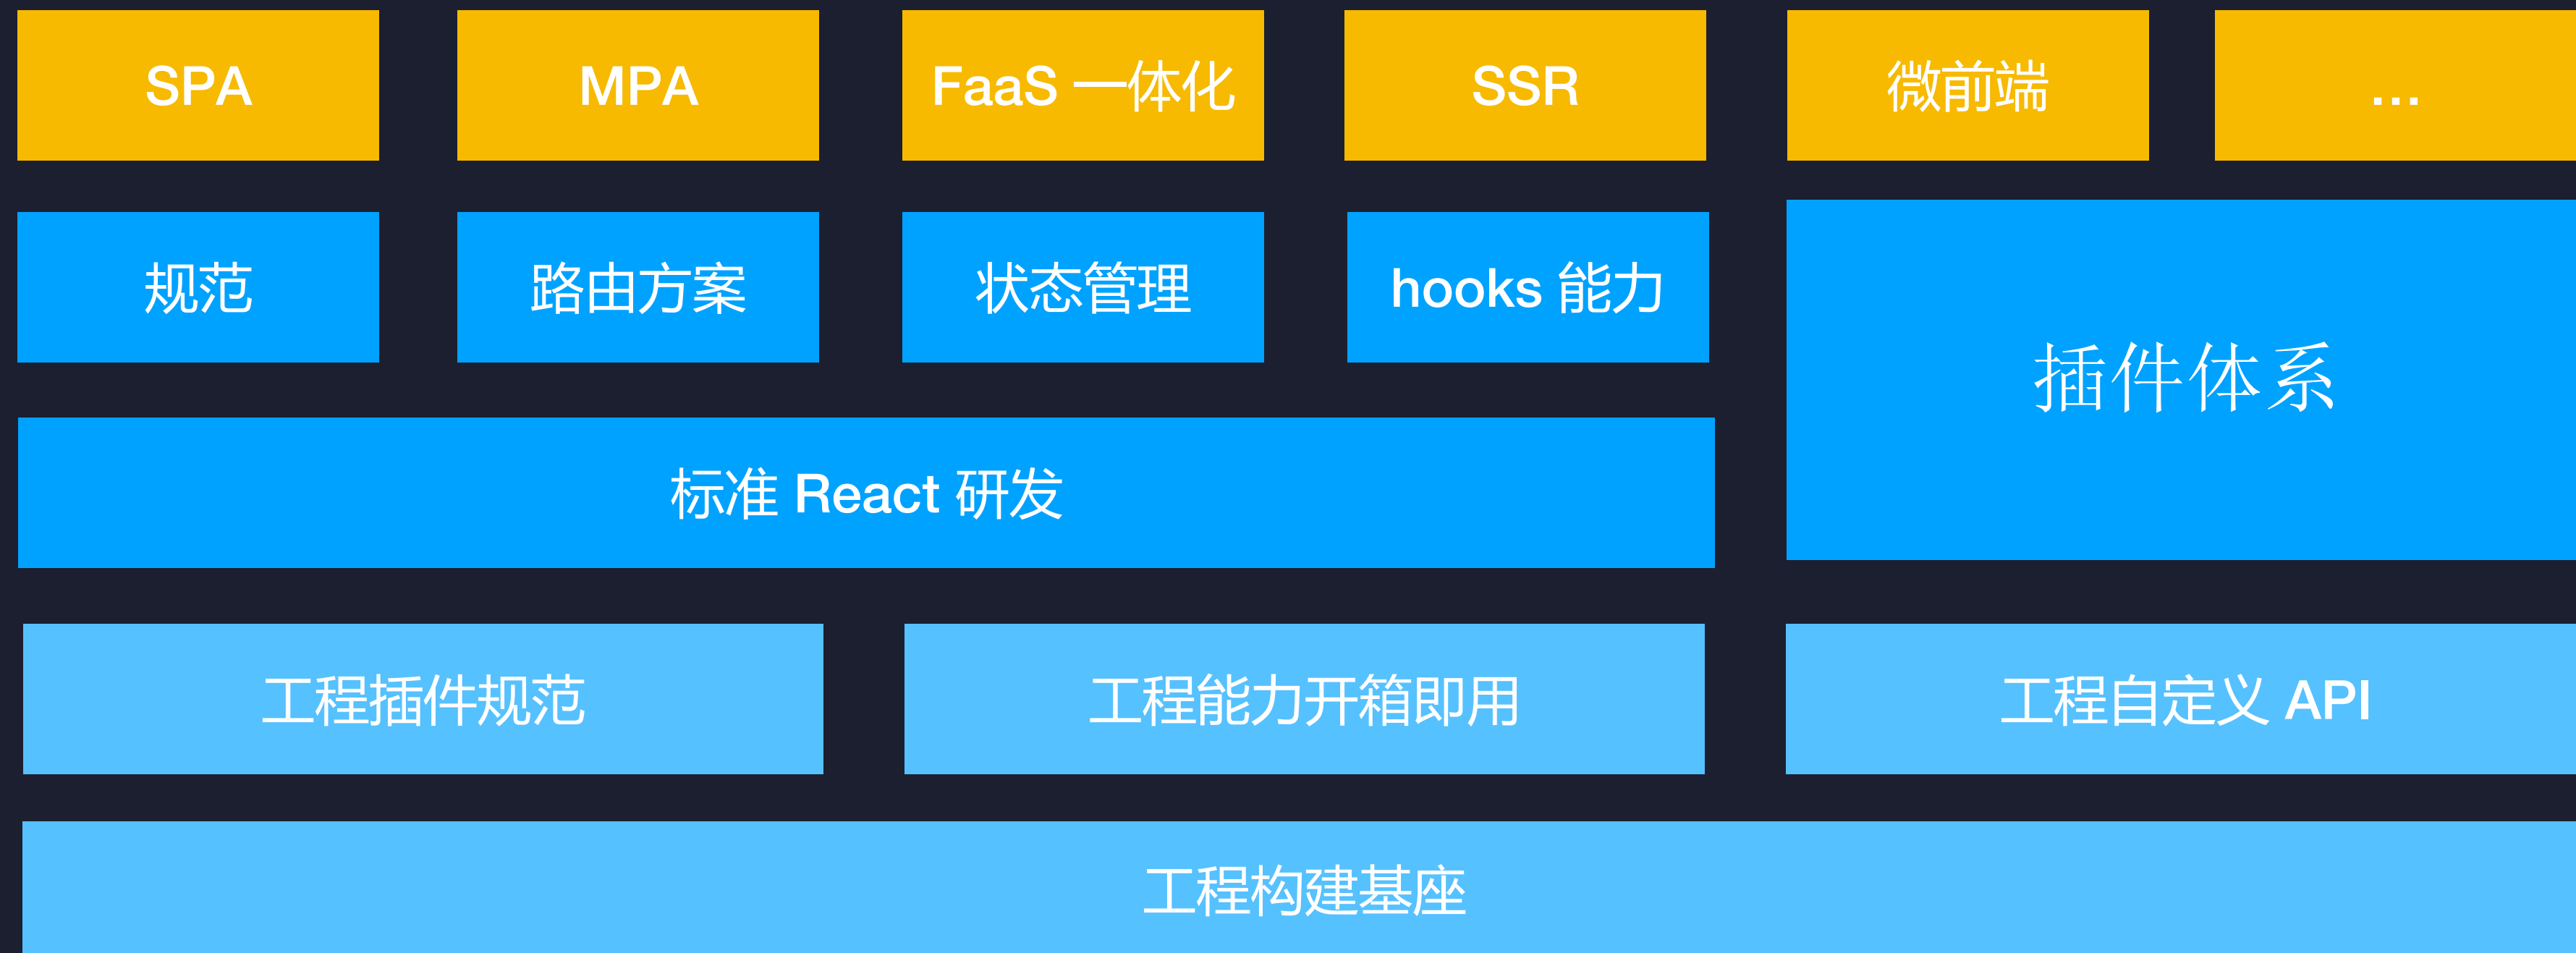 SPA
MPA
FaaS 一体化
SSR
微前端
...
规范
路由方案
状态管理
hooks 能力
插件体系
标准 React 研发
工程插件规范
工程能力开箱即用
工程自定义 API
工程构建基座